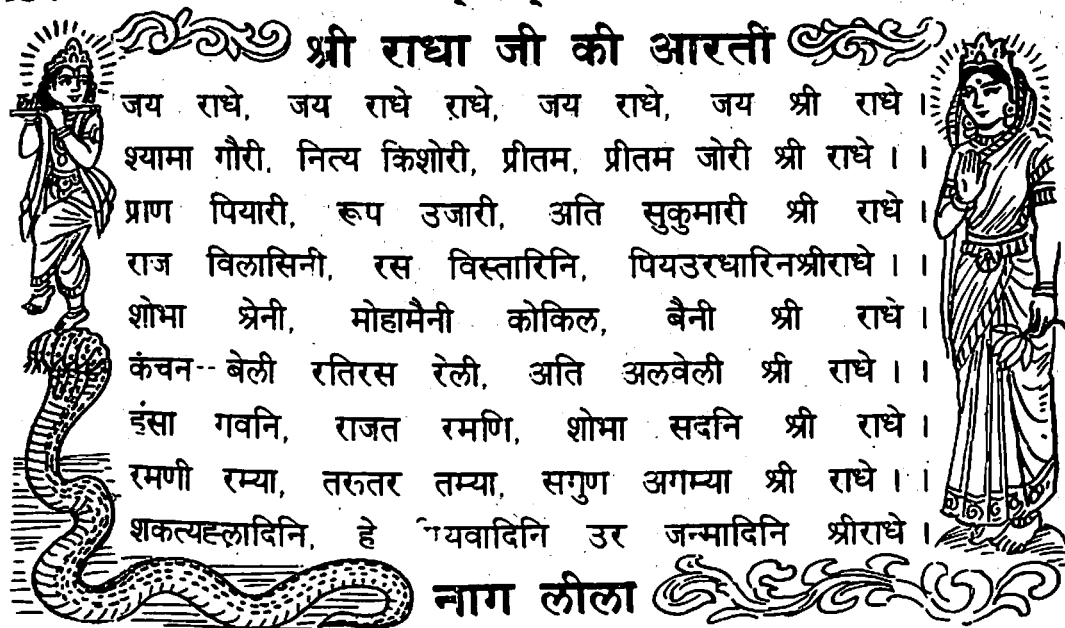 श्री राधा जी की आरती
जय राधे, जय राधे राधे, जय राधे, जय श्री राधे ।
श्यामा गौरी, नित्य किशोरी, प्रीतम, प्रीतम जोरी श्री राधे । ।
प्राण पियारी, रूप उजारी, अति सुकुमारी श्री राधे ।
राज विलासिनी, रस विस्तारिनि, पियउरधारिनश्रीराधे । ।
शोभा श्रेनी, मोहामैनी कोकिल, बैनी श्री राधे ।
कंचन-- बेली रतिरस रेली, अति अलवेली श्री राधे । ।
हंसा गवनि, राजत रमणि, शोभा सदनि श्री राधे ।
रमणी रम्या, तरुतर तम्या, सगुण अगम्या श्री राधे । ।
शकत्यह्लादिनि, हे उर जन्मादिनि श्रीराधे ।
नाग लीला